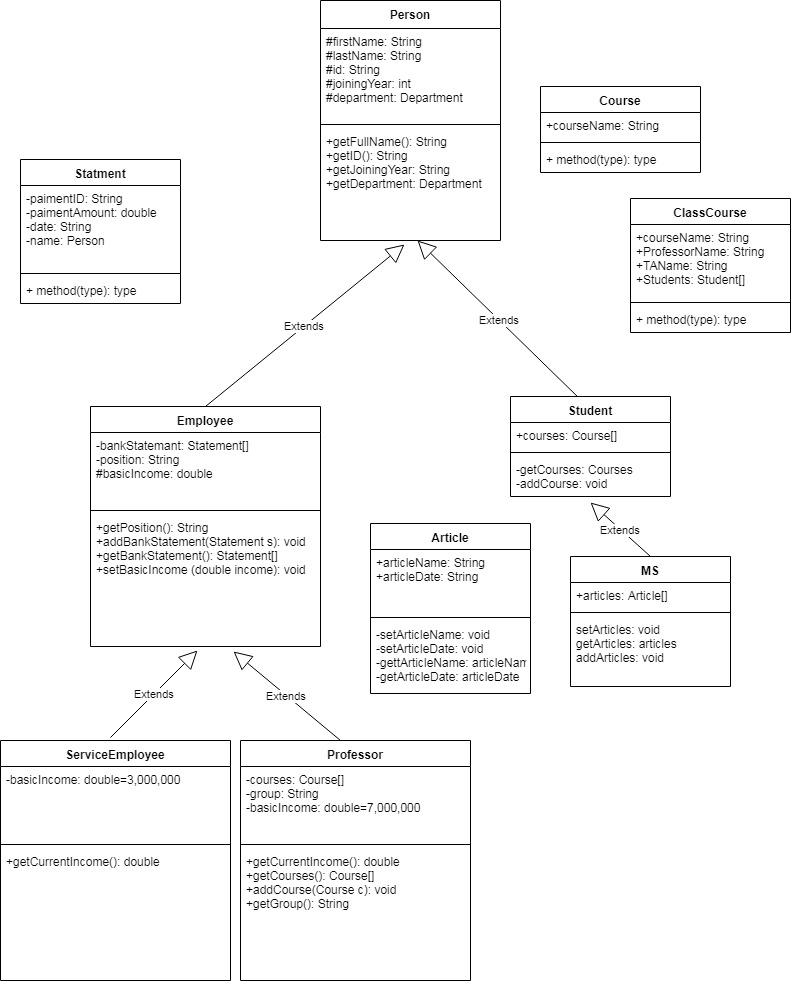 Person
#firstName: String
#lastName: String
#id: String
#joiningYear: int
#department: Department
+getFullName(): String
+getID(): String
+getJoiningYear: String
+getDepartment: Department
Course
+courseName: String
+ method(type): type
Statment
-paimentID: String
-paimentAmount: double
-date: String
-name: Person
+ method(type): type
ClassCourse
+courseName: String
+ProfessorName: String
+TAName: String
+Students: Student[]
+ method(type): type
Extends
Extends
Employee
-bankStatemant: Statement[]
-position: String
#basicIncome: double
+getPosition(): String
+addBankStatement(Statement s): void
+getBankStatement(): Statement[]
+setBasicIncome (double income): void
Student
+courses: Course[]
-getCourses: Courses
-addCourse: void
Extends
Article
+articleName: String
+articleDate: String
-setArticleName: void
-setArticleDate: void
-gettArticleName: articleNam
-getArticleDate: articleDate
MS
+articles: Article[]
setArticles: void
getArticles: articles
addArticles: void
Extends
Extends
ServiceEmployee
-basicIncome: double=3,000,000
+getCurrentIncome(): double
Professor
-courses: Course[]
-group: String
-basicIncome: double=7,000,000
+getCurrentIncome(): double
+getCourses(): Course[]
+addCourse(Course c): void
+getGroup(): String